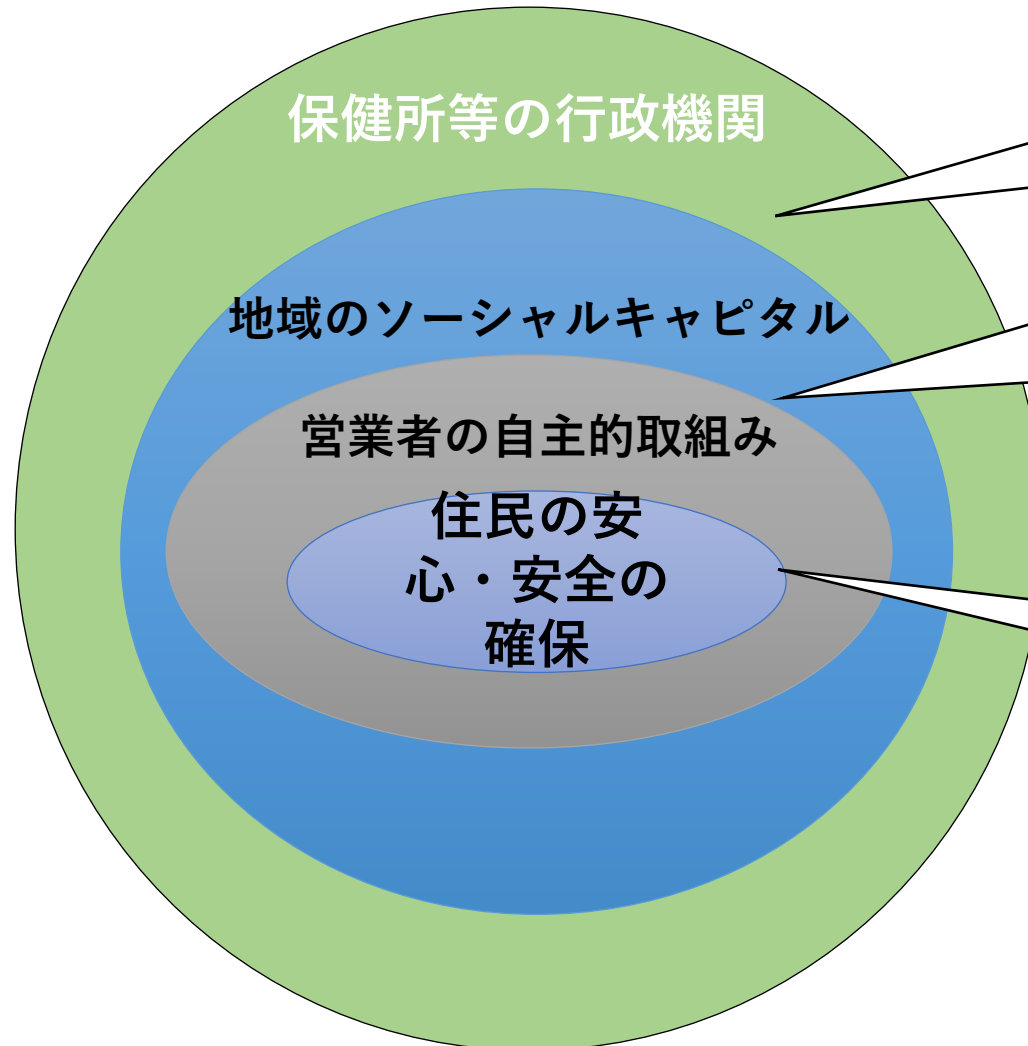 保健所等の行政機関
地域のソーシャルキャピタル
営業者の自主的取組み
住民の安
心・安全の
確保